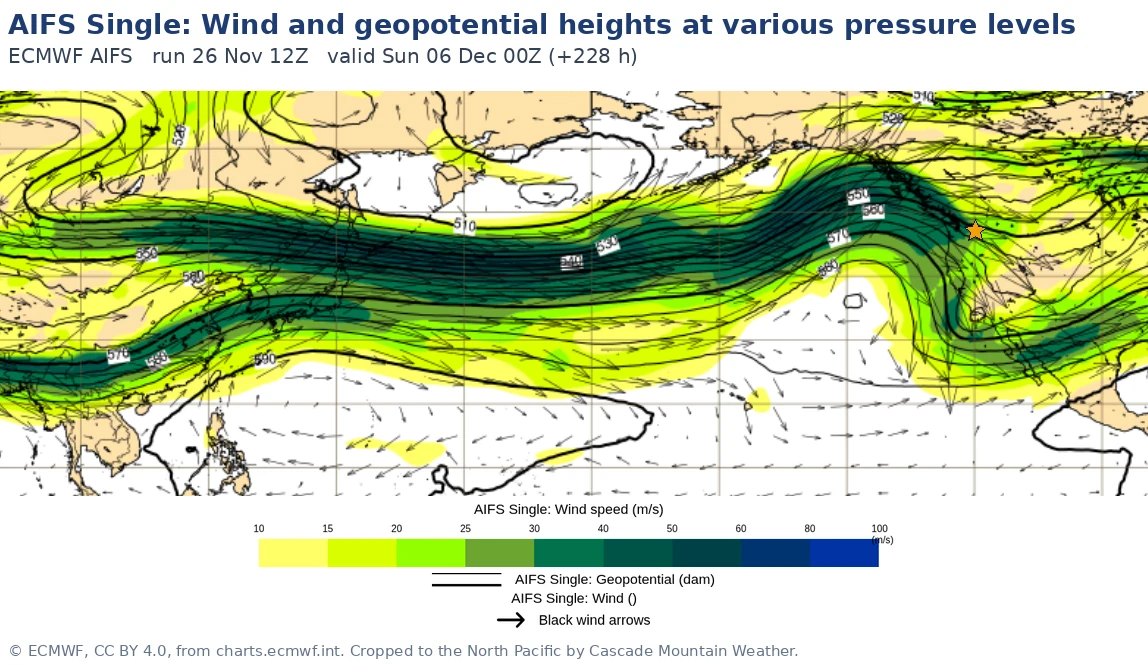 AIFS Single: Wind and geopotential heights at various pressure levels
ECMWF AIFS run 26 Nov 12Z valid Sun 06 Dec 00Z (+228 h)
510
520
520
550
560
510
530
570
540
550
560
580
570
580
590
AIFS Single: Wind speed (m/s)
10 15 20 25 30 40 50 60 80 100
(m/s)
AIFS Single: Geopotential (dam)
AIFS Single: Wind ()
Black wind arrows
© ECMWF, CC BY 4.0, from charts.ecmwf.int. Cropped to the North Pacific by Cascade Mountain Weather.